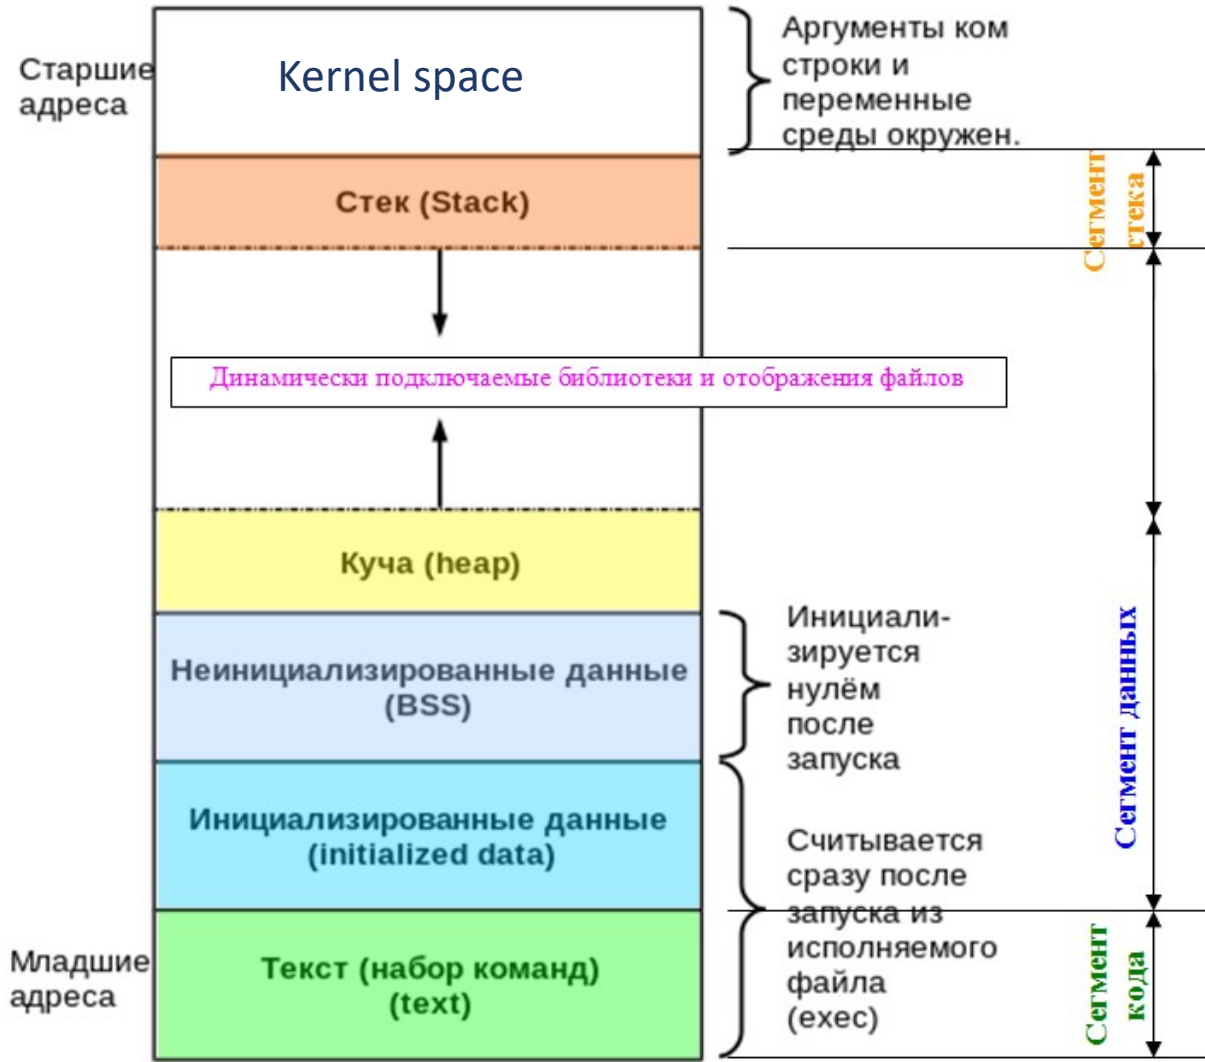 Старшие
адреса
Kernel space
Аргументы ком
строки и
переменные
среды окружен.
Стек (Stack)
Сегмент
стека
Динамически подключаемые библиотеки и отображения файлов
Куча (heap)
Неинициализированные данные
(BSS)
Инициали-
зируется
нулём
после
запуска
Сегмент данных
Инициализированные данные
(initialized data)
Считывается
сразу после
запуска из
исполняемого
файла
(exec)
Младшие
адреса
Текст (набор команд)
(text)
Сегмент
кода